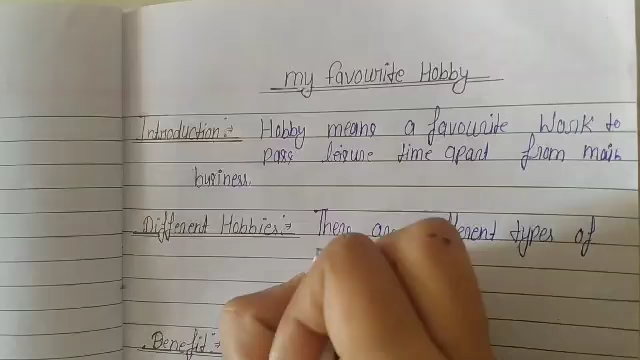 my favourite Hobby
Introduction:→ Hobby means a favourite Work to
pass leisure time apart from main
business.
Different Hobbies:→ There are types of
Benefit:→